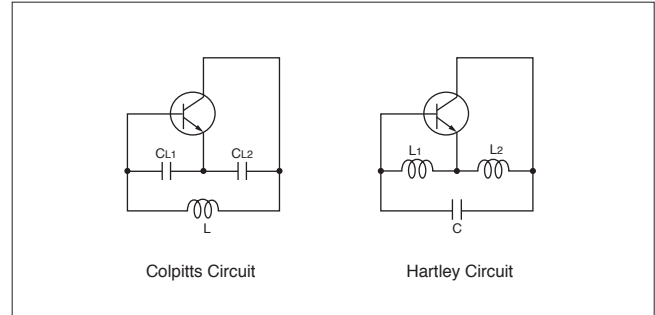 CL1 CL2
L
Colpitts Circuit
L1 L2
C
Hartley Circuit